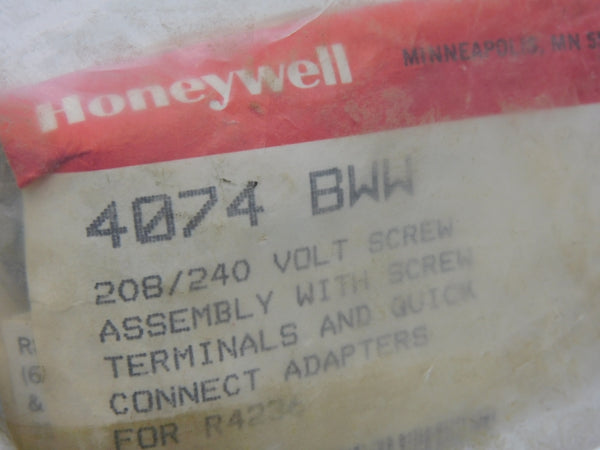 Honeywell
MINNEAPOLIS, MN
4074 BWW
208/240 VOLT SCREW
ASSEMBLY WITH SCREW
TERMINALS AND QUICK
CONNECT ADAPTERS
FOR R4236
(6
&